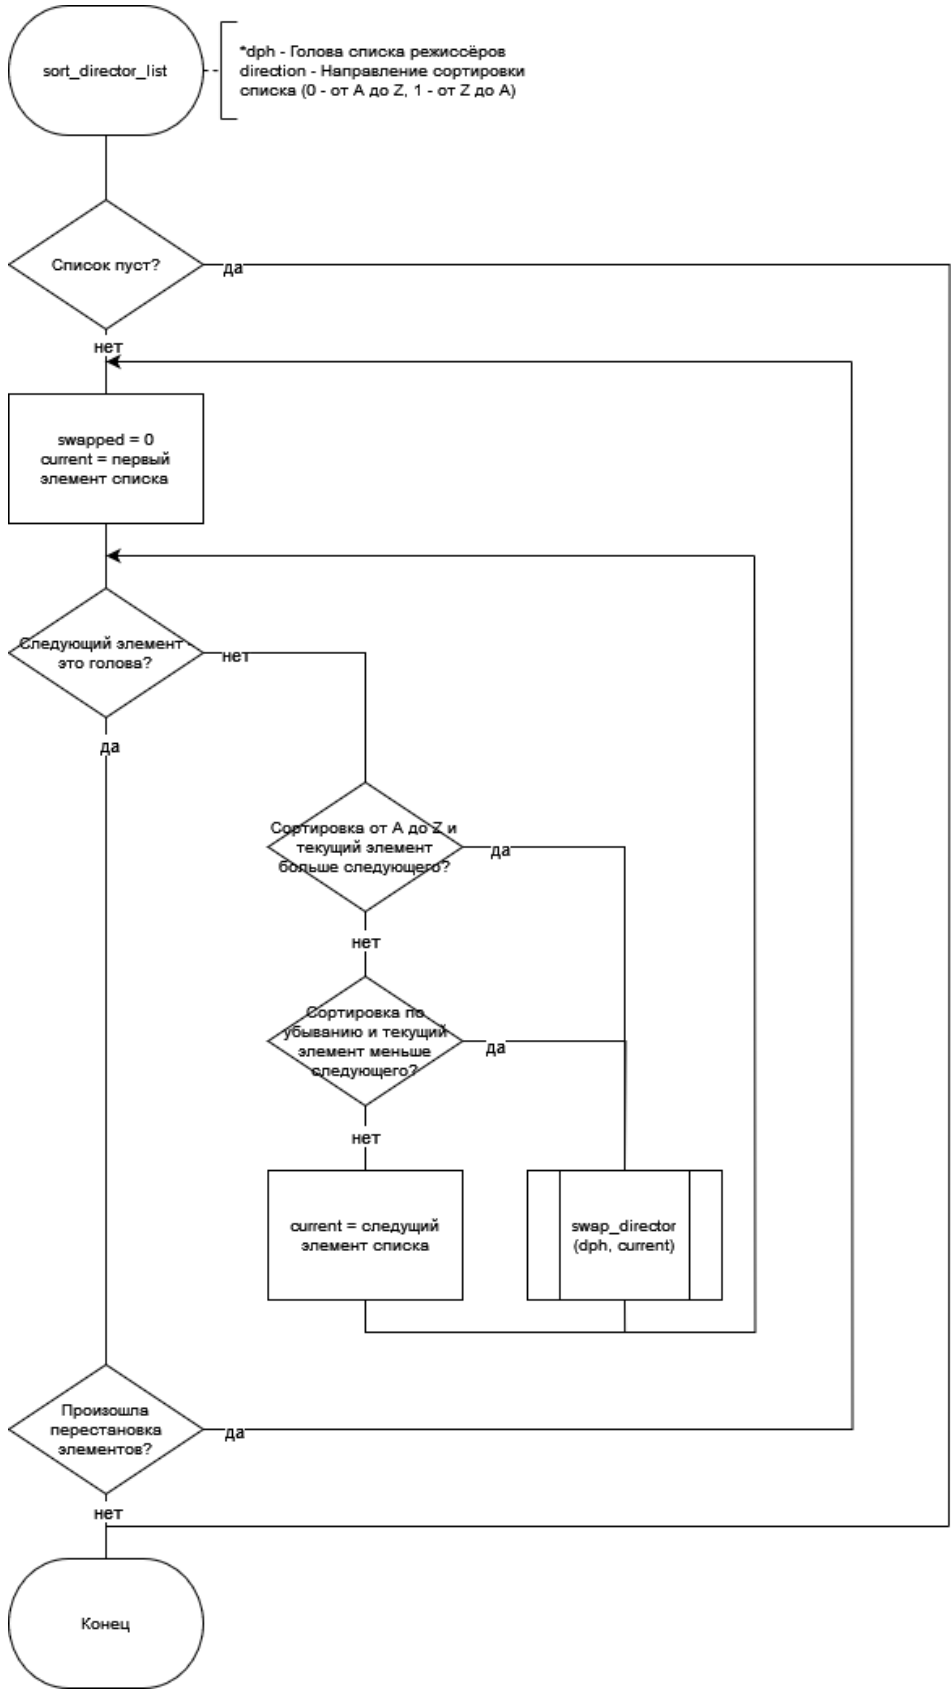 sort_director_list
*dph - Голова списка режиссёров
direction - Направление сортировки
списка (0 - от A до Z, 1 - от Z до A)
Список пуст?
да
нет
swapped = 0
current = первый
элемент списка
Следующий элемент -
это голова?
нет
да
Сортировка от A до Z и
текущий элемент
больше следующего?
да
нет
Сортировка по
убыванию и текущий
элемент меньше
следующего?
да
нет
current = следущий
элемент списка
swap_director
(dph, current)
Произошла
перестановка
элементов?
да
нет
Конец